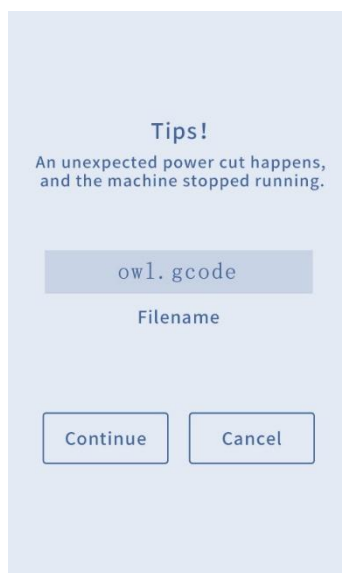 Tips!
An unexpected power cut happens,
and the machine stopped running.
owl.gcode
Filename
Continue
Cancel